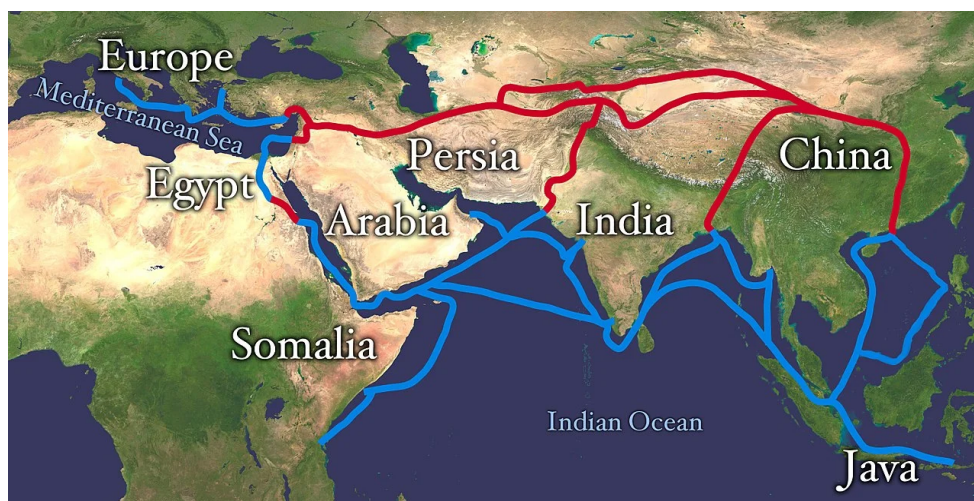 Europe
Mediterranean Sea
Egypt
Arabia
Persia
India
China
Somalia
Indian Ocean
Java